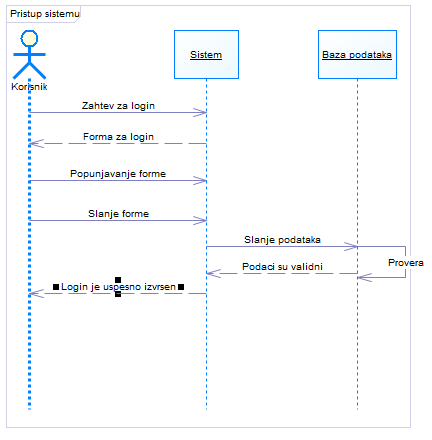 Pristup sistemu
Korisnik
Sistem
Baza podataka
Zahtev za login
Forma za login
Popunjavanje forme
Slanje forme
Slanje podataka
Provera
Podaci su validni
Login je uspesno izvrsen